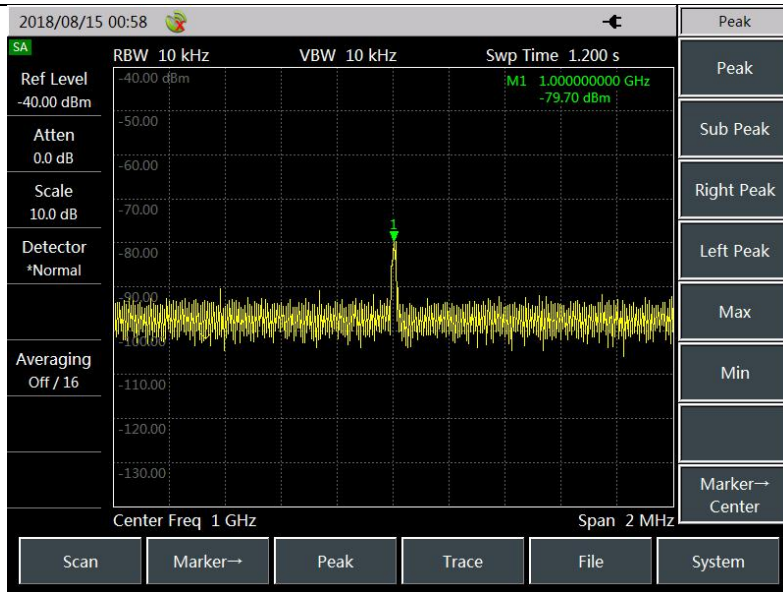 2018/08/15 00:58
Peak
SA
RBW 10 kHz VBW 10 kHz Swp Time 1.200 s
Ref Level
-40.00 dBm
Atten
0.0 dB
Scale
10.0 dB
Detector
*Normal
Averaging
Off / 16
-40.00 dBm
M1 1.000000000 GHz
-79.70 dBm
-50.00
-60.00
-70.00
1
-80.00
-90.00
-100.00
-110.00
-120.00
-130.00
Center Freq 1 GHz Span 2 MHz
Peak
Sub Peak
Right Peak
Left Peak
Max
Min
Marker→
Center
Scan Marker→ Peak Trace File System